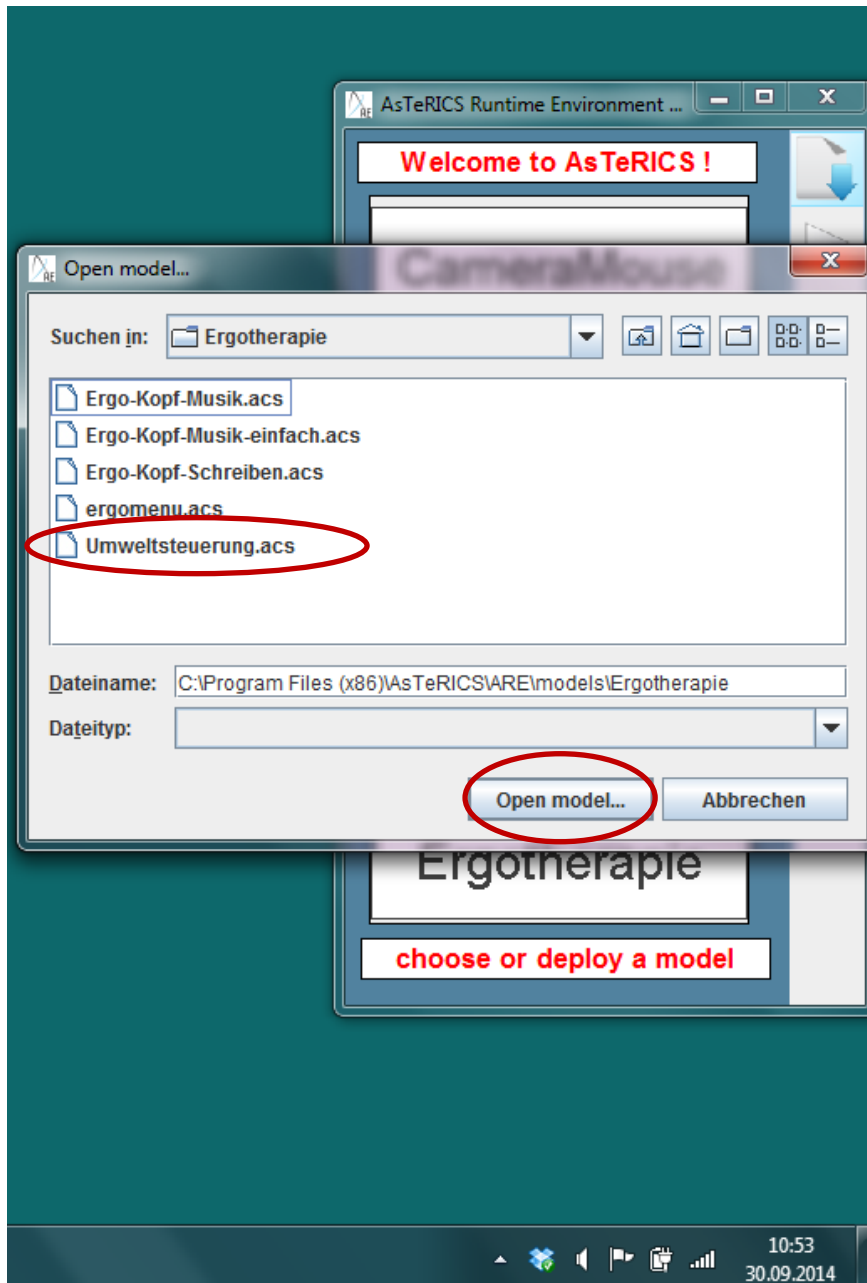 AsTeRICS Runtime Environment ...
Welcome to AsTeRICS !
CameraMouse
Open model...
Suchen in: Ergotherapie
Ergo-Kopf-Musik.acs
Ergo-Kopf-Musik-einfach.acs
Ergo-Kopf-Schreiben.acs
ergomenu.acs
Umweltsteuerung.acs
Dateiname: C:\Program Files (x86)\AsTeRICS\ARE\models\Ergotherapie
Dateityp:
Open model... Abbrechen
Ergotherapie
choose or deploy a model
10:53
30.09.2014